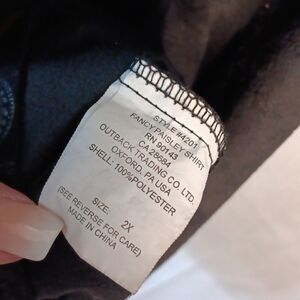 STYLE #4201
FANCY PAISLEY SHIRT
RN 90143
CA 28684
OUTBACK TRADING CO. LTD.
OXFORD, PA USA
SHELL: 100%POLYESTER
SIZE: 2X
(SEE REVERSE FOR CARE)
MADE IN CHINA